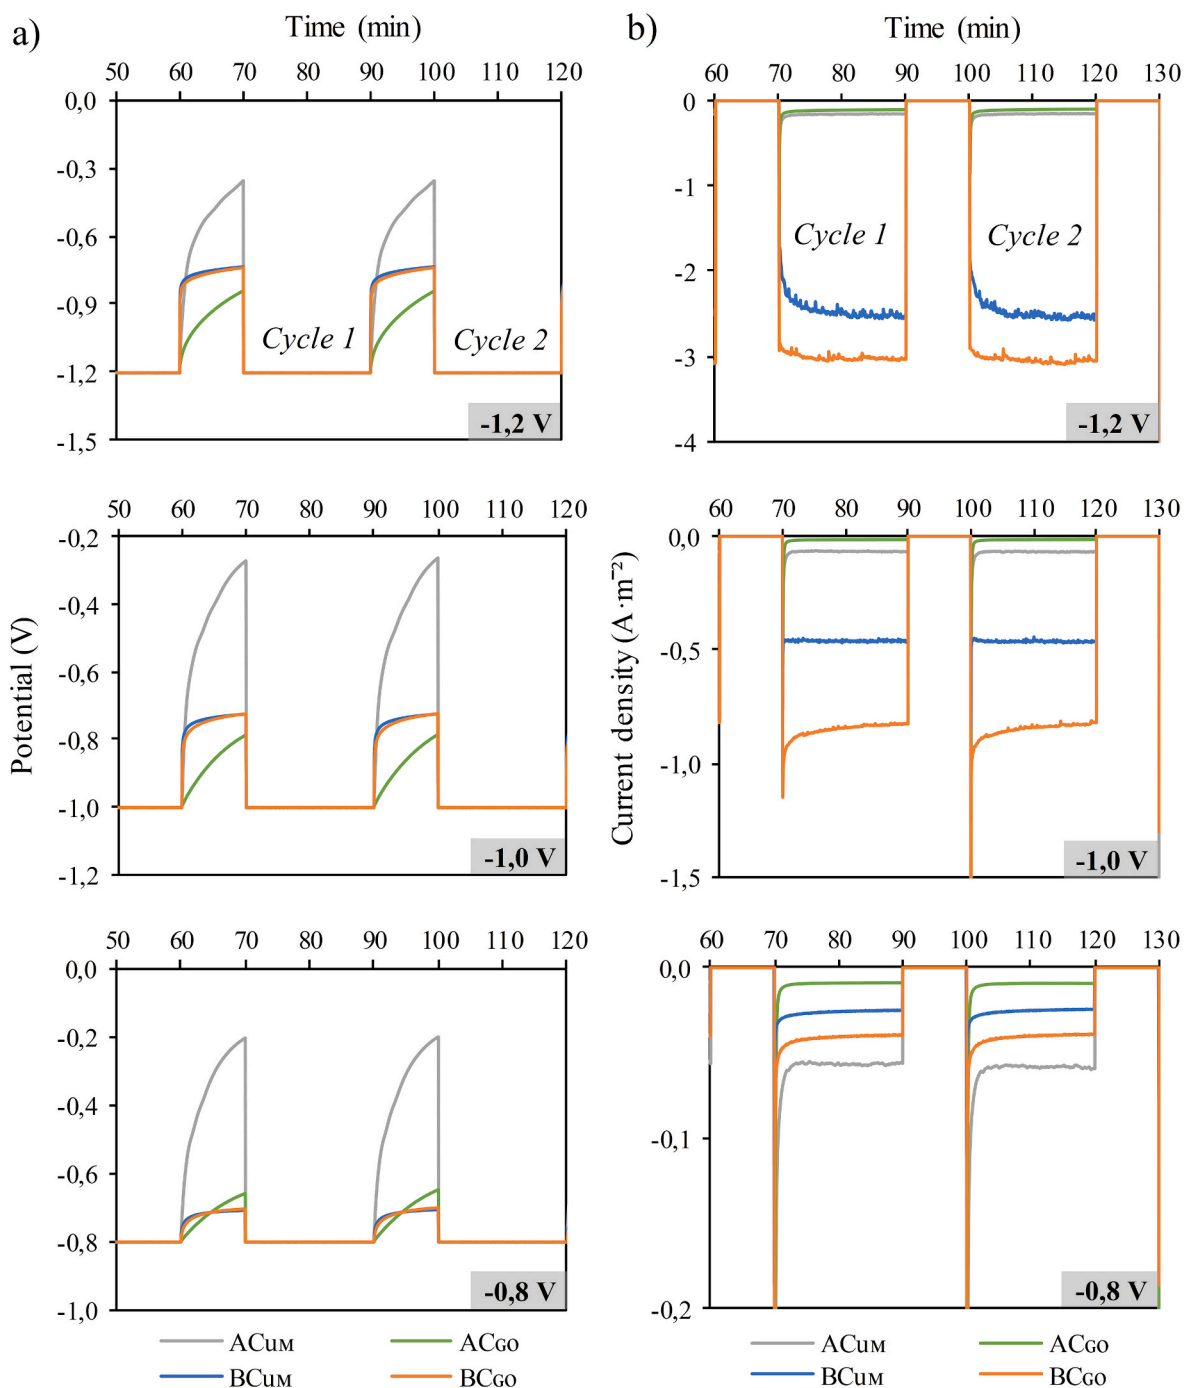 a)
Time (min)
50 60 70 80 90 100 110 120
0,0
-0,3
-0,6
-0,9
-1,2
-1,5
Cycle 1
Cycle 2
-1,2 V
b)
Time (min)
60 70 80 90 100 110 120 130
0
-1
-2
-3
-4
Cycle 1
Cycle 2
-1,2 V
Potential (V)
50 60 70 80 90 100 110 120
-0,2
-0,4
-0,6
-0,8
-1,0
-1,2
-1,0 V
Current density (A·m⁻²)
60 70 80 90 100 110 120 130
0,0
-0,5
-1,0
-1,5
-1,0 V
50 60 70 80 90 100 110 120
0,0
-0,2
-0,4
-0,6
-0,8
-1,0
-0,8 V
60 70 80 90 100 110 120 130
0,0
-0,1
-0,2
-0,8 V
ACUM ACGO
BCUM BCGO
ACUM ACGO
BCUM BCGO